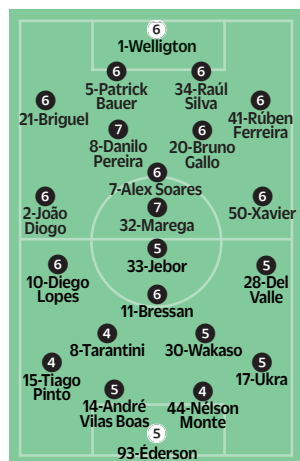 6
1-Welligton
6
5-Patrick
Bauer
6
34-Raúl
Silva
6
21-Briguel
6
41-Rúben
Ferreira
7
8-Danilo
Pereira
6
20-Bruno
Gallo
6
7-Alex Soares
6
2-João
Diogo
7
32-Marega
6
50-Xavier
5
33-Jebor
6
10-Diego
Lopes
5
28-Del
Valle
6
11-Bressan
4
8-Tarantini
5
30-Wakaso
4
15-Tiago
Pinto
5
17-Ukra
5
14-André
Vilas Boas
4
44-Nélson
Monte
5
93-Éderson